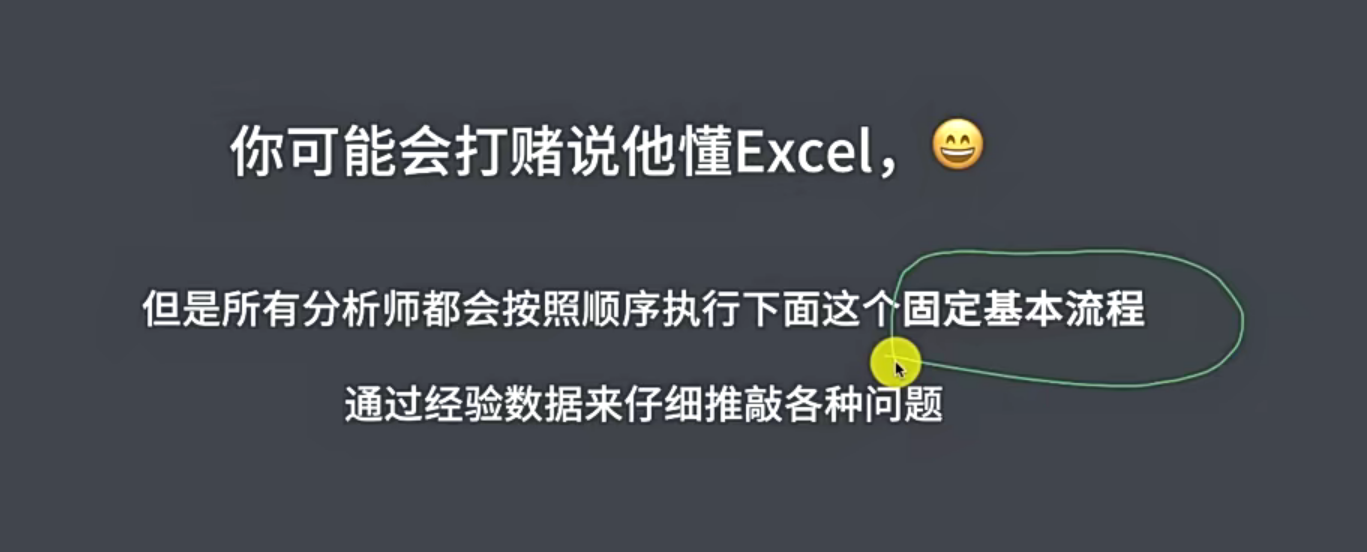 你可能会打赌说他懂Excel，😄
但是所有分析师都会按照顺序执行下面这个固定基本流程
通过经验数据来仔细推敲各种问题